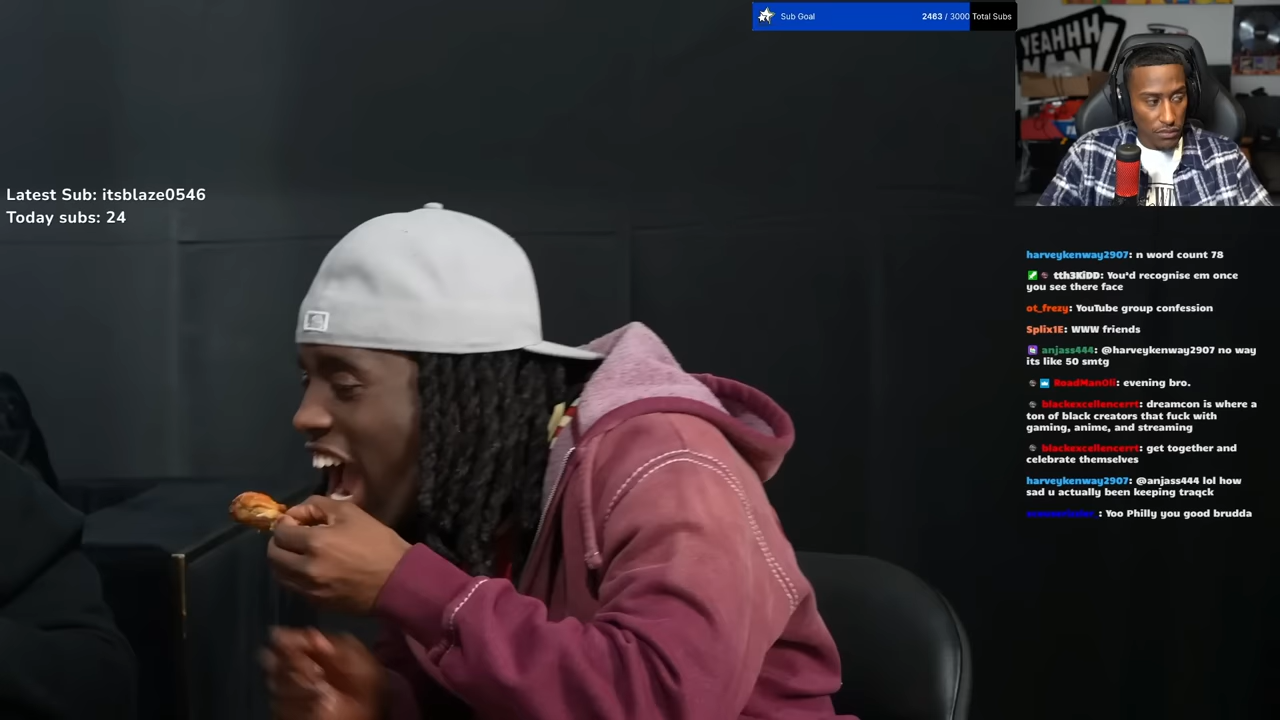 Sub Goal 2463 / 3000 Total Subs
YEAHHH
MAN!
Latest Sub: itsblaze0546
Today subs: 24
harveykenway2907: n word count 78
tth3KiDD: You'd recognise em once
you see there face
ot_frezy: YouTube group confession
Splix1E: WWW friends
anjass444: @harveykenway2907 no way
its like 50 smtg
RoadMan0li: evening bro.
blackexcellencerrt: dreamcon is where a
ton of black creators that fuck with
gaming, anime, and streaming
blackexcellencerrt: get together and
celebrate themselves
harveykenway2907: @anjass444 lol how
sad u actually been keeping traqck
: Yoo Philly you good brudda